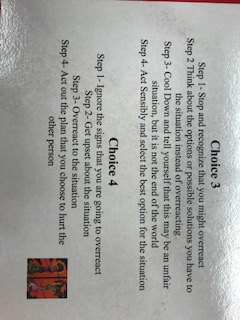 Choice 3
Step 1- Stop and recognize that you might overreact
Step 2 Think about the options or possible solutions you have to
the situation instead of overreacting
Step 3- Cool Down and tell yourself that this may be an unfair
situation, but it is not the end of the world
Step 4- Act Sensibly and select the best option for the situation
Choice 4
Step 1- Ignore the signs that you are going to overreact
Step 2- Get upset about the situation
Step 3- Overreact to the situation
Step 4- Act out the plan that you choose to hurt the
other person